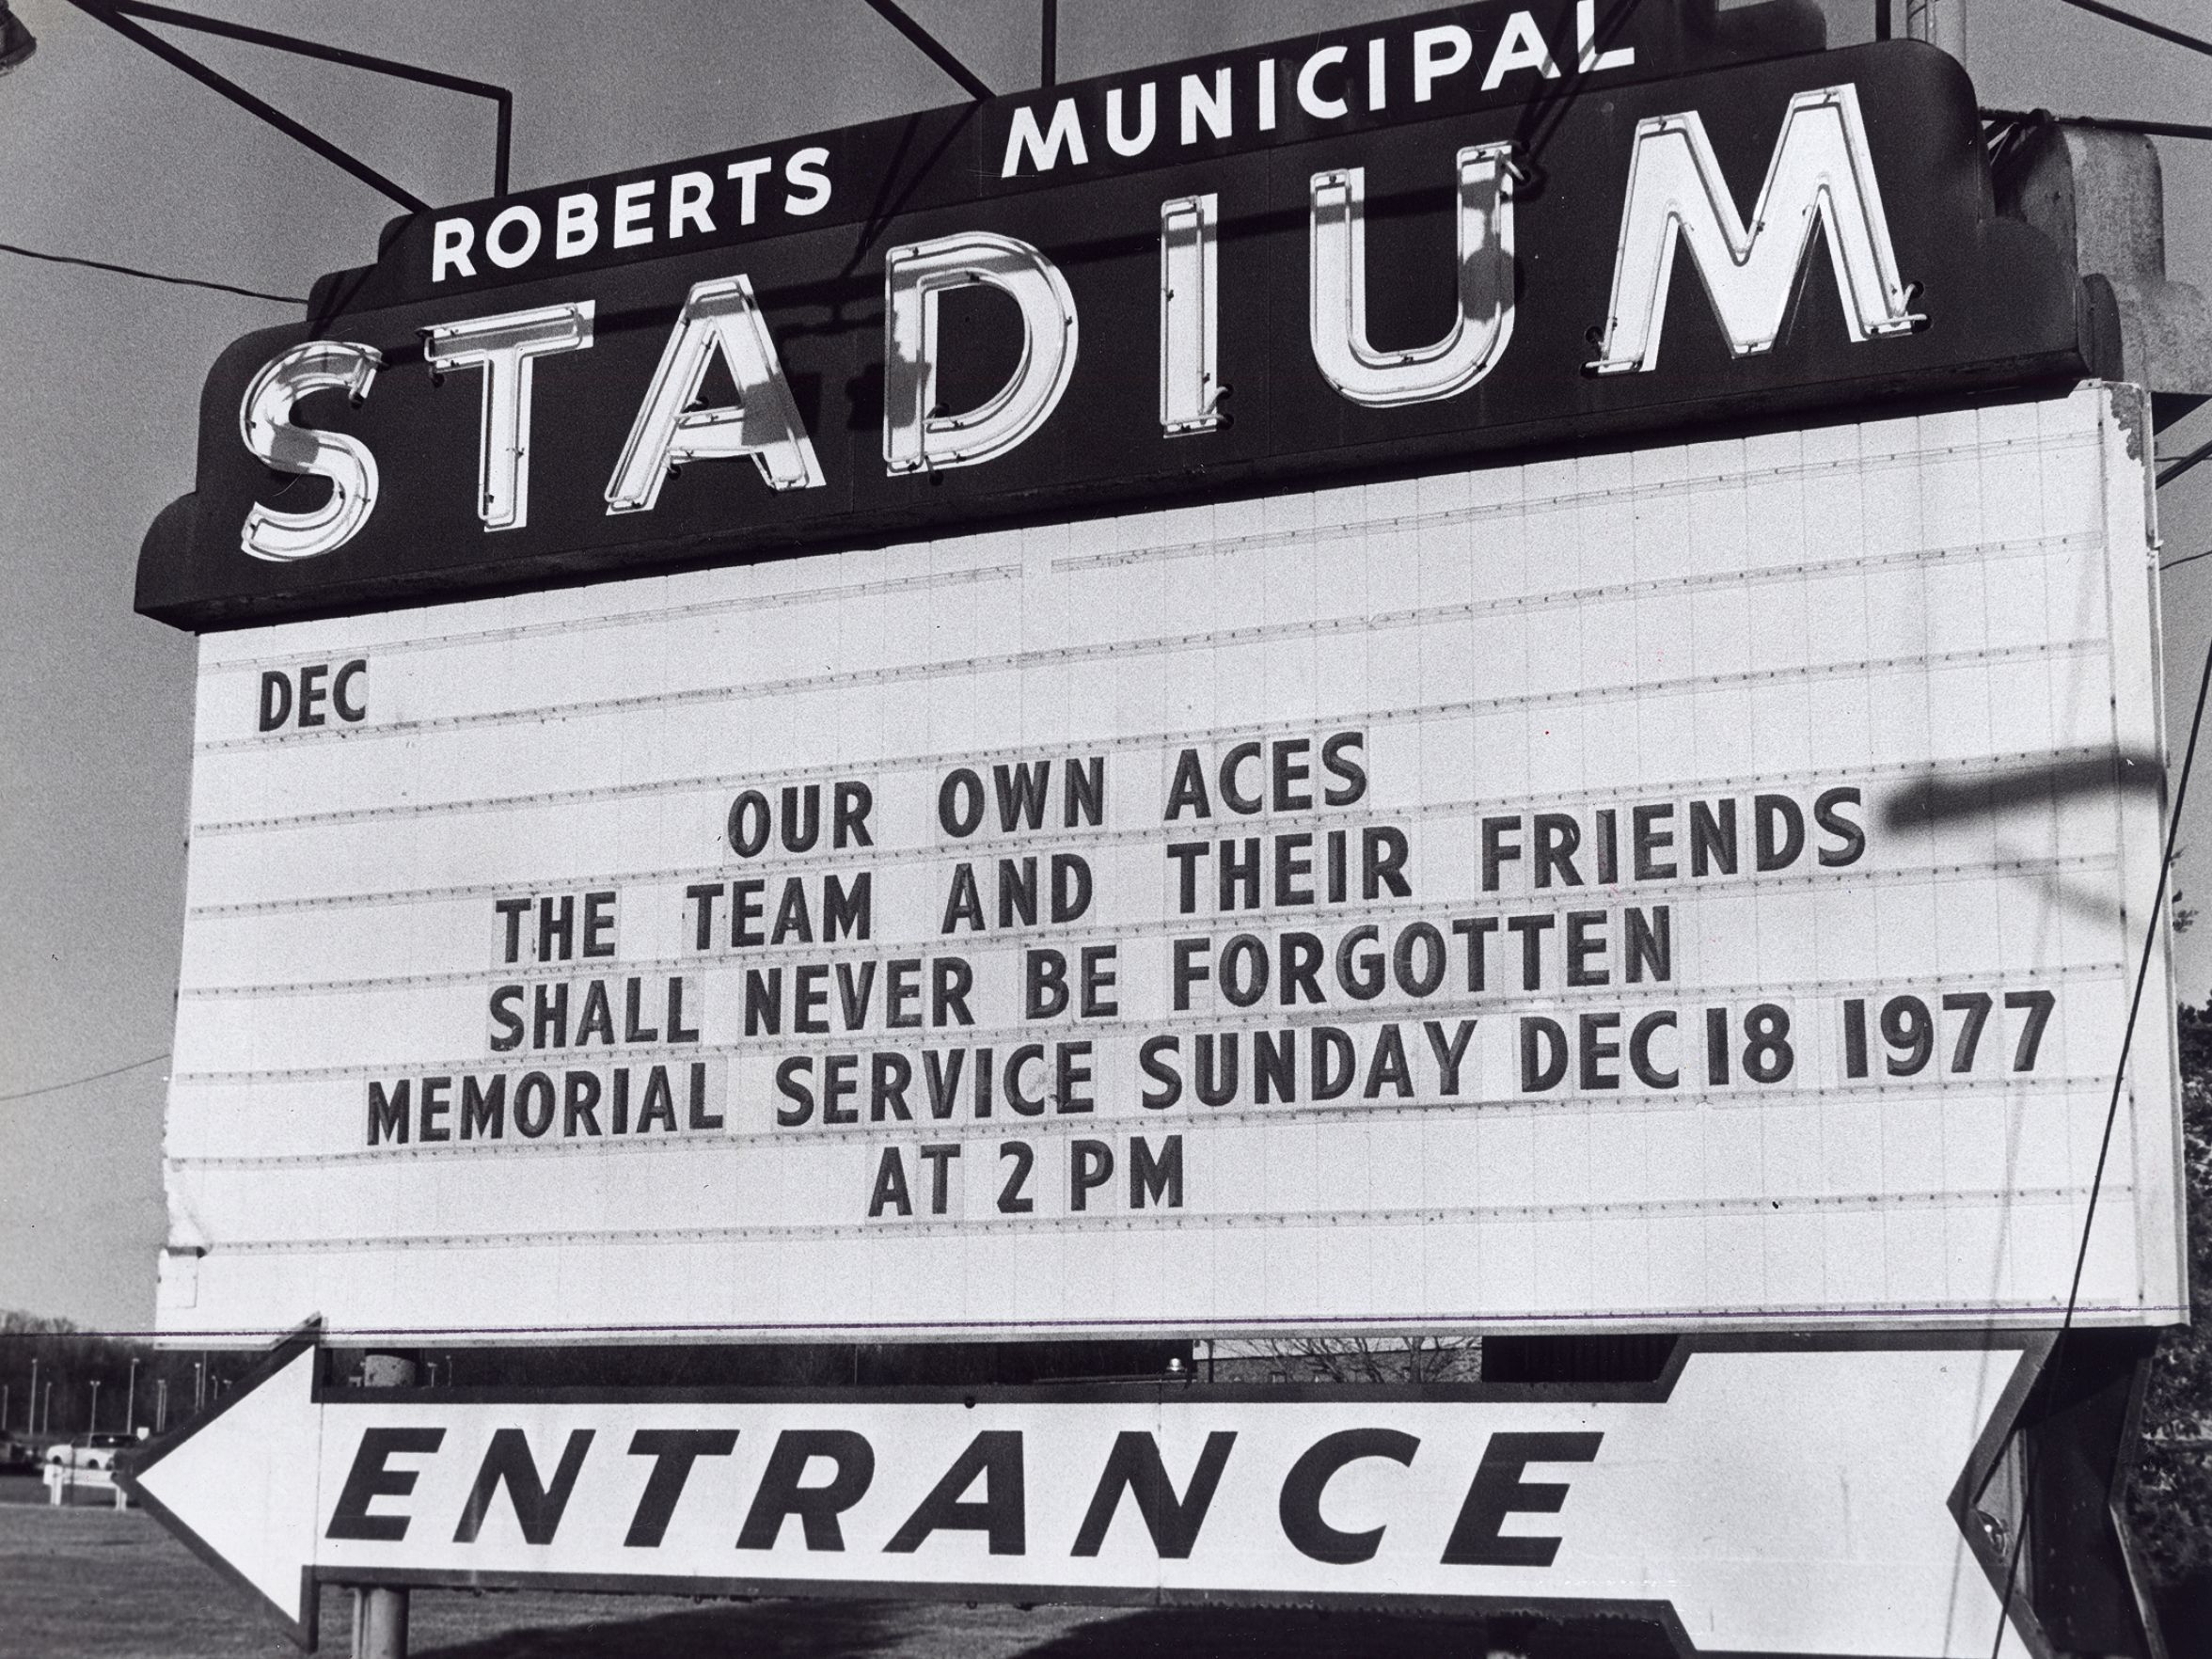 ROBERTS MUNICIPAL
STADIUM
DEC
OUR OWN ACES
THE TEAM AND THEIR FRIENDS
SHALL NEVER BE FORGOTTEN
MEMORIAL SERVICE SUNDAY DEC 18 1977
AT 2 PM
ENTRANCE